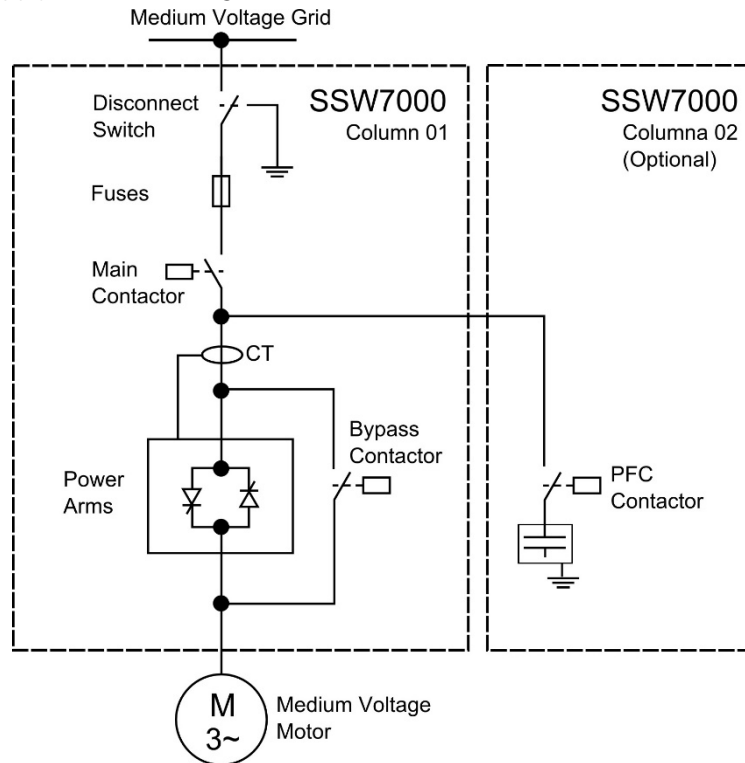 Medium Voltage Grid
SSW7000
Column 01
SSW7000
Columna 02
(Optional)
Disconnect
Switch
Fuses
Main
Contactor
CT
Bypass
Contactor
Power
Arms
PFC
Contactor
M
3~
Medium Voltage
Motor